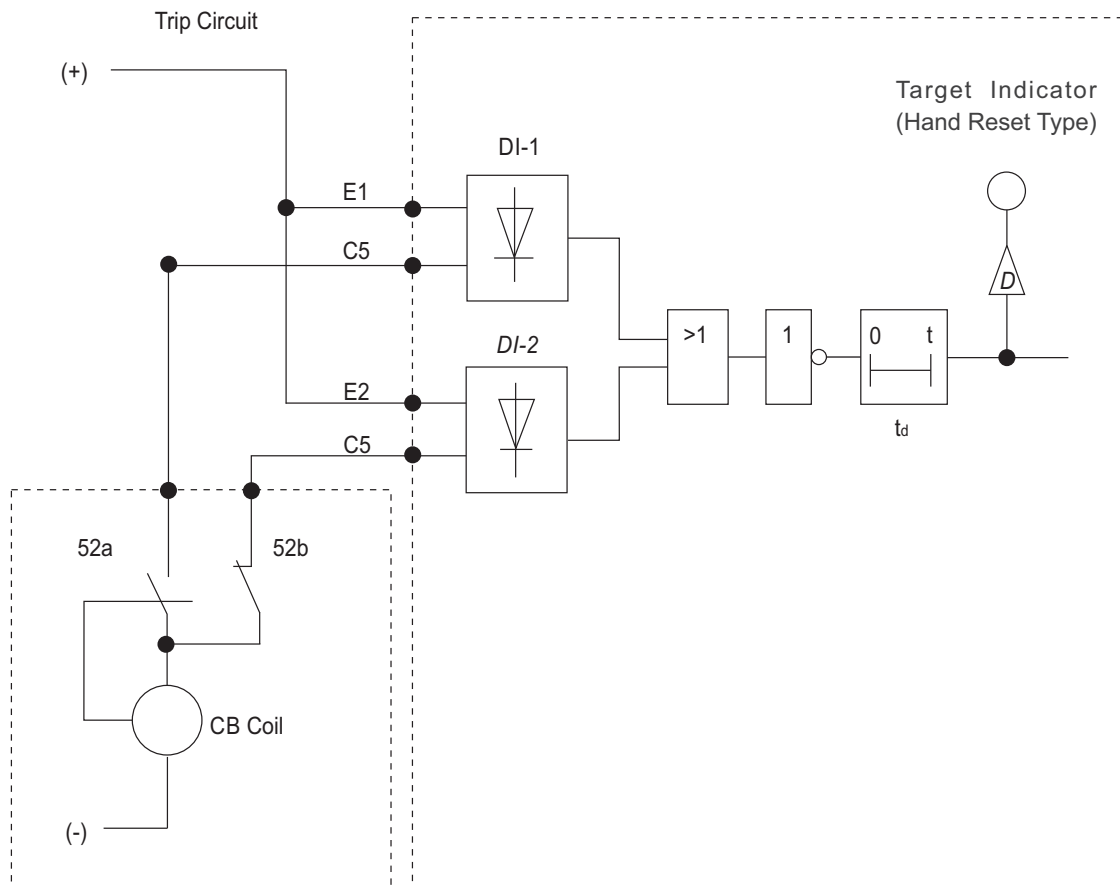 Trip Circuit
(+)
Target Indicator
(Hand Reset Type)
DI-1
E1
C5
D
>1
1
0 t
DI-2
E2
td
C5
52a
52b
CB Coil
(-)